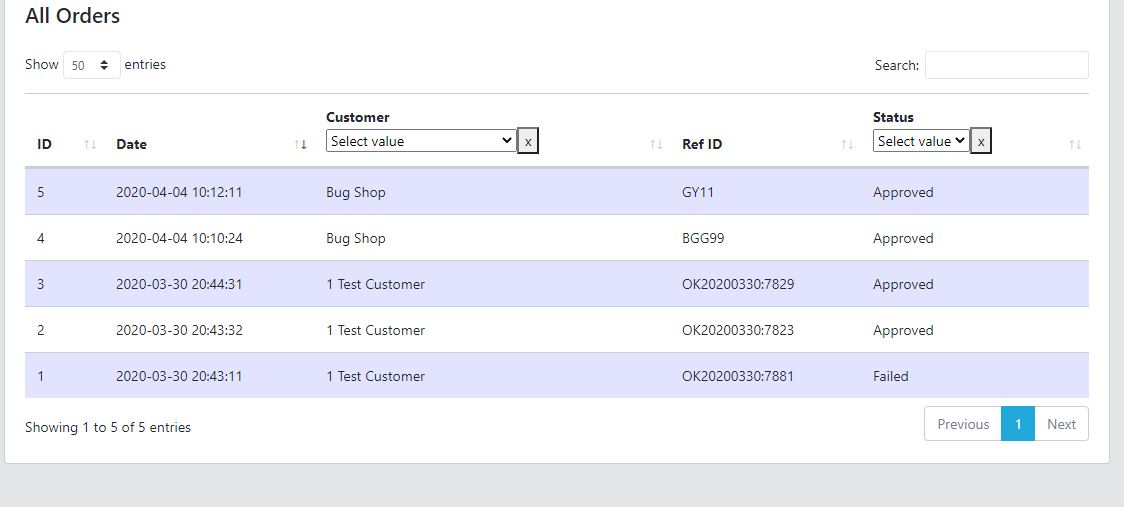 All Orders
Show 50 entries Search:
Customer Status
ID Date Select value x Ref ID Select value x
5 2020-04-04 10:12:11 Bug Shop GY11 Approved
4 2020-04-04 10:10:24 Bug Shop BGG99 Approved
3 2020-03-30 20:44:31 1 Test Customer OK20200330:7829 Approved
2 2020-03-30 20:43:32 1 Test Customer OK20200330:7823 Approved
1 2020-03-30 20:43:11 1 Test Customer OK20200330:7881 Failed
Showing 1 to 5 of 5 entries Previous 1 Next